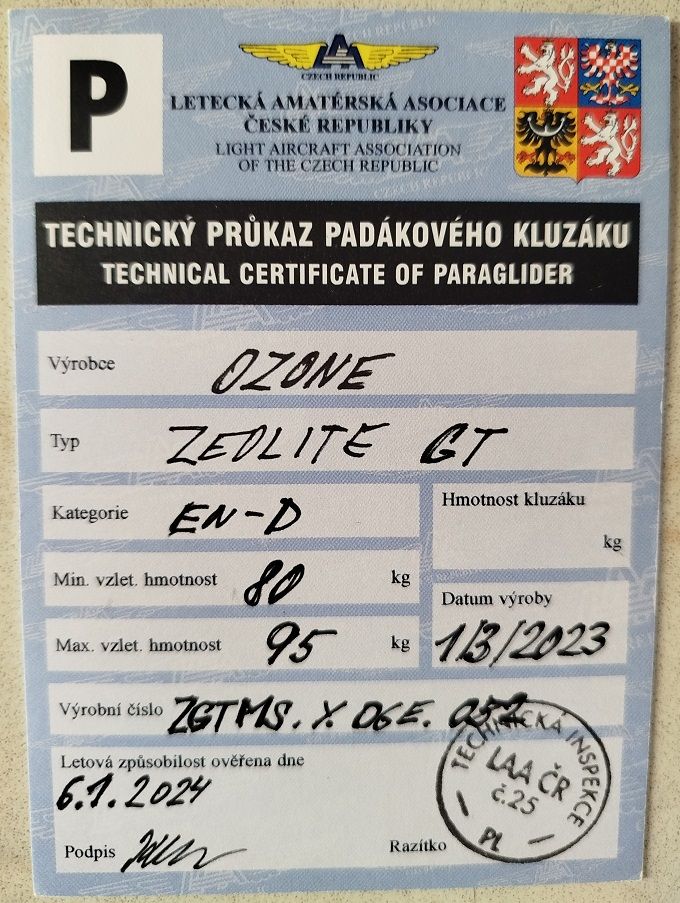 P
CZECH REPUBLIC
LETECKÁ AMATÉRSKÁ ASOCIACE
ČESKÉ REPUBLIKY
LIGHT AIRCRAFT ASSOCIATION
OF THE CZECH REPUBLIC
TECHNICKÝ PRŮKAZ PADÁKOVÉHO KLUZÁKU
TECHNICAL CERTIFICATE OF PARAGLIDER
Výrobce OZONE
Typ ZEOLITE GT
Kategorie EN-D
Hmotnost kluzáku
kg
Min. vzlet. hmotnost 80 kg
Datum výroby
Max. vzlet. hmotnost 95 kg
1/3/2023
Výrobní číslo ZGTMS.X
Letová způsobilost ověřena dne
6.1.2024
TECHNICKÁ INSPEKCE
LAA ČR
č.25
PL
Podpis
Razítko